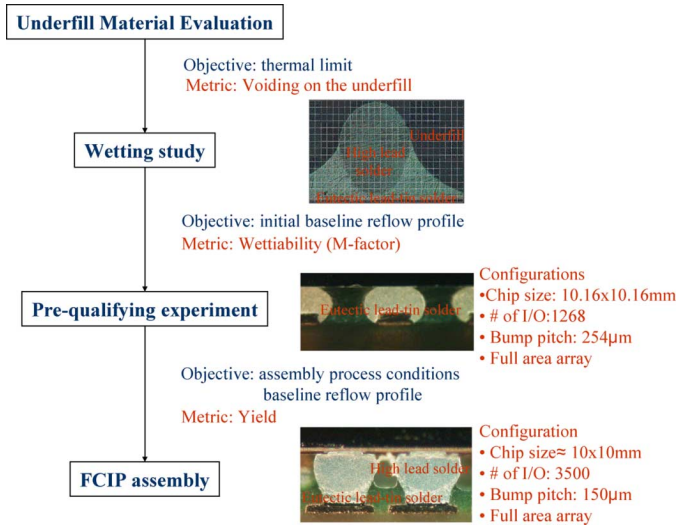 Underfill Material Evaluation
Objective: thermal limit
Metric: Voiding on the underfill
Wetting study
Underfill
High lead
solder
Eutectic lead-tin solder
Objective: initial baseline reflow profile
Metric: Wettiability (M-factor)
Pre-qualifying experiment
Eutectic lead-tin solder
Configurations
•Chip size: 10.16x10.16mm
• # of I/O:1268
• Bump pitch: 254μm
• Full area array
Objective: assembly process conditions
baseline reflow profile
Metric: Yield
FCIP assembly
High lead solder
Eutectic lead-tin solder
Configuration
• Chip size≈ 10x10mm
• # of I/O: 3500
• Bump pitch: 150μm
• Full area array